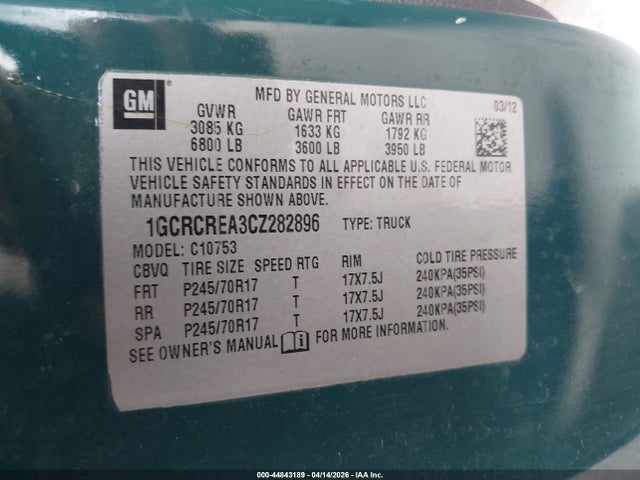 GM
MFD BY GENERAL MOTORS LLC 03/12
GVWR GAWR FRT GAWR RR
3085 KG 1633 KG 1792 KG
6800 LB 3600 LB 3950 LB
THIS VEHICLE CONFORMS TO ALL APPLICABLE U.S. FEDERAL MOTOR
VEHICLE SAFETY STANDARDS IN EFFECT ON THE DATE OF
MANUFACTURE SHOWN ABOVE.
1GCRCREA3CZ282896 TYPE: TRUCK
MODEL: C10753
CBVQ TIRE SIZE SPEED RTG RIM COLD TIRE PRESSURE
FRT P245/70R17 T 17X7.5J 240KPA(35PSI)
RR P245/70R17 T 17X7.5J 240KPA(35PSI)
SPA P245/70R17 T 17X7.5J 240KPA(35PSI)
SEE OWNER'S MANUAL FOR MORE INFORMATION.
000-44843189 - 04/14/2026 - IAA Inc.